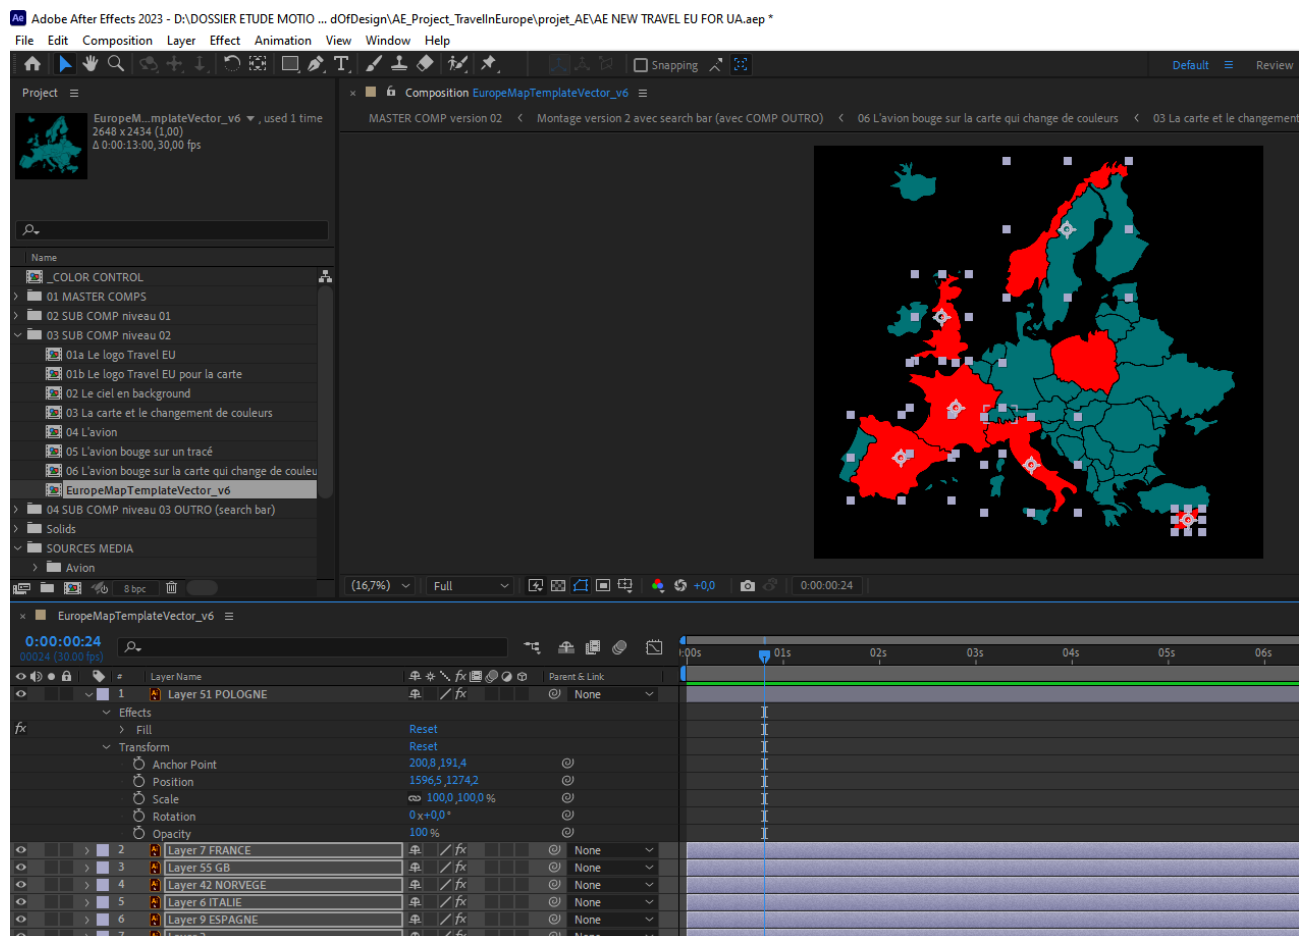 Ae Adobe After Effects 2023 - D:\DOSSIER ETUDE MOTIO ... dOfDesign\AE_Project_TravelInEurope\projet_AE\AE NEW TRAVEL EU FOR UA.aep *
File Edit Composition Layer Effect Animation View Window Help
Snapping Default Review
Project
Composition EuropeMapTemplateVector_v6
EuropeM...mplateVector_v6 , used 1 time
2648 x 2434 (1,00)
Δ 0:00:13:00, 30,00 fps
MASTER COMP version 02 < Montage version 2 avec search bar (avec COMP OUTRO) < 06 L'avion bouge sur la carte qui change de couleurs < 03 La carte et le changement
Name
_COLOR CONTROL
01 MASTER COMPS
02 SUB COMP niveau 01
03 SUB COMP niveau 02
01a Le logo Travel EU
01b Le logo Travel EU pour la carte
02 Le ciel en background
03 La carte et le changement de couleurs
04 L'avion
05 L'avion bouge sur un tracé
06 L'avion bouge sur la carte qui change de couleu
EuropeMapTemplateVector_v6
04 SUB COMP niveau 03 OUTRO (search bar)
Solids
SOURCES MEDIA
Avion
8 bpc
(16,7%) Full +0,0 0:00:00:24
EuropeMapTemplateVector_v6
0:00:00:24
00024 (30.00 fps)
:00s 01s 02s 03s 04s 05s 06s
# Layer Name fx Parent & Link
1 Layer 51 POLOGNE fx None
Effects
fx Fill Reset
Transform Reset
Anchor Point 200,8 ,191,4
Position 1596,5 ,1274,2
Scale 100,0 ,100,0 %
Rotation 0 x+0,0 °
Opacity 100 %
2 Layer 7 FRANCE fx None
3 Layer 55 GB fx None
4 Layer 42 NORVEGE fx None
5 Layer 6 ITALIE fx None
6 Layer 9 ESPAGNE fx None